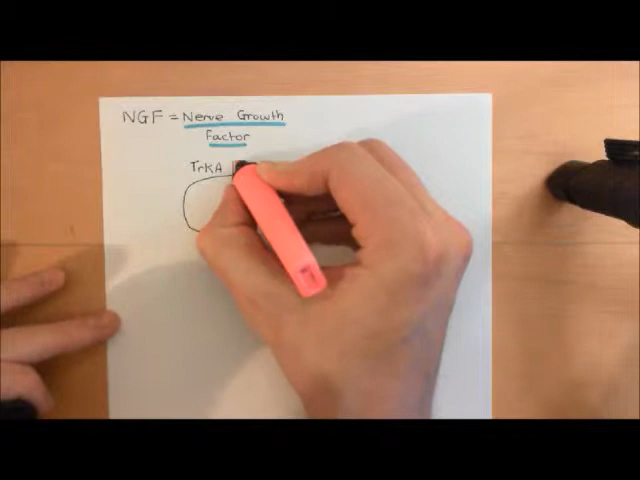 NGF = Nerve Growth
Factor
TrKA